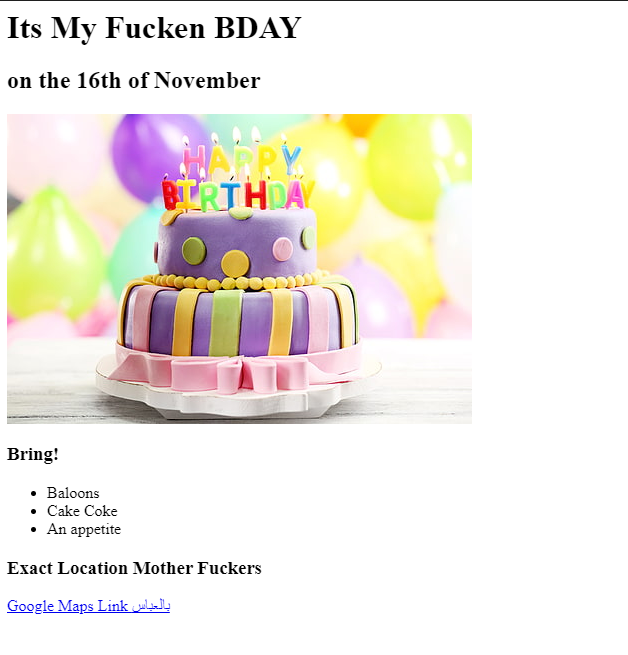 Its My Fucken BDAY
on the 16th of November
HAPPY
BIRTHDAY
Bring!
Baloons
Cake Coke
An appetite
Exact Location Mother Fuckers
Google Maps Link يالعباس